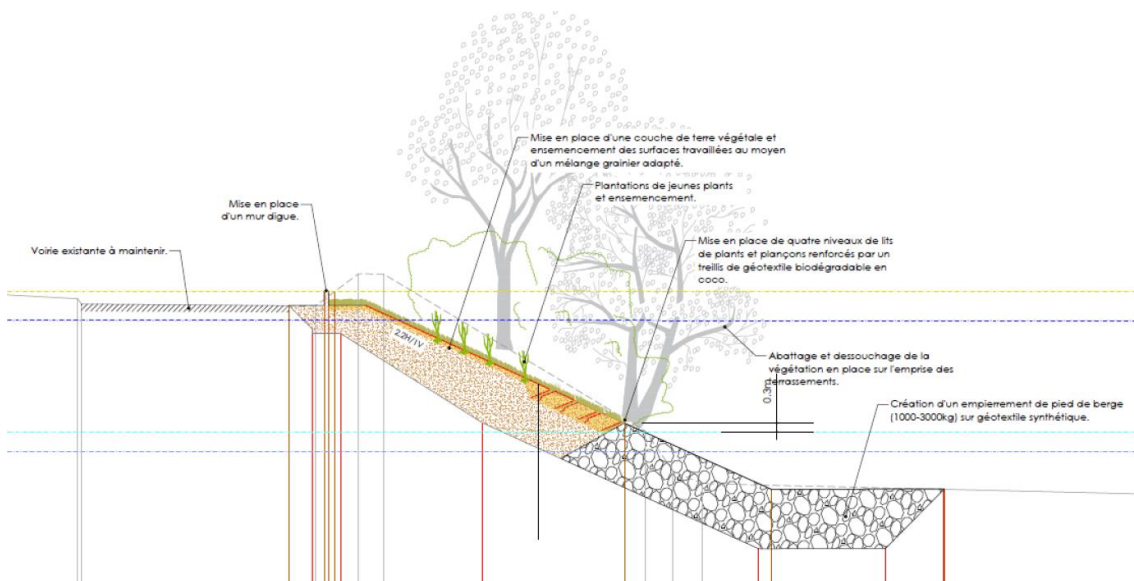 Mise en place d'une couche de terre végétale et
ensemencement des surfaces travaillées au moyen
d'un mélange grainier adapté.
Plantations de jeunes plants
et ensemencement.
Mise en place
d'un mur digue.
Voirie existante à maintenir.
Mise en place de quatre niveaux de lits
de plants et plançons renforcés par un
treillis de géotextile biodégradable en
coco.
2.2H/1V
Abattage et dessouchage de la
végétation en place sur l'emprise des
terrassements.
0.3
Création d'un empierrement de pied de berge
(1000-3000kg) sur géotextile synthétique.